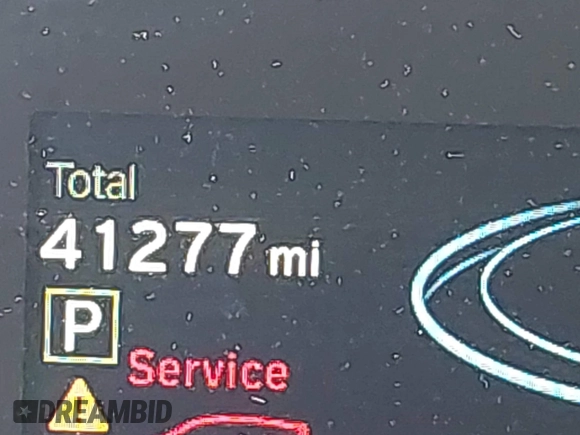 Total
41277 mi
P
Service
!
DREAMBID